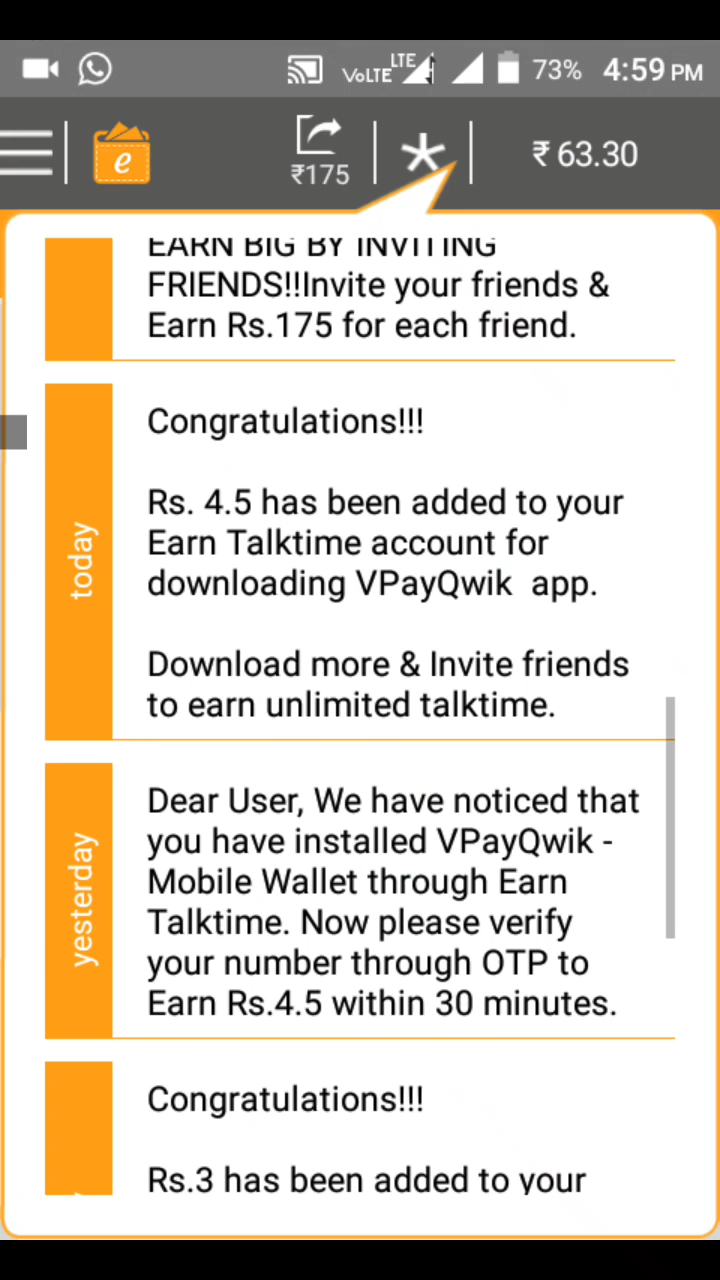 VoLTE LTE 73% 4:59 PM
e ₹175 * ₹ 63.30
EARN BIG BY INVITING
FRIENDS!!Invite your friends &
Earn Rs.175 for each friend.
today
Congratulations!!!
Rs. 4.5 has been added to your
Earn Talktime account for
downloading VPayQwik  app.
Download more & Invite friends
to earn unlimited talktime.
yesterday
Dear User, We have noticed that
you have installed VPayQwik -
Mobile Wallet through Earn
Talktime. Now please verify
your number through OTP to
Earn Rs.4.5 within 30 minutes.
Congratulations!!!
Rs.3 has been added to your